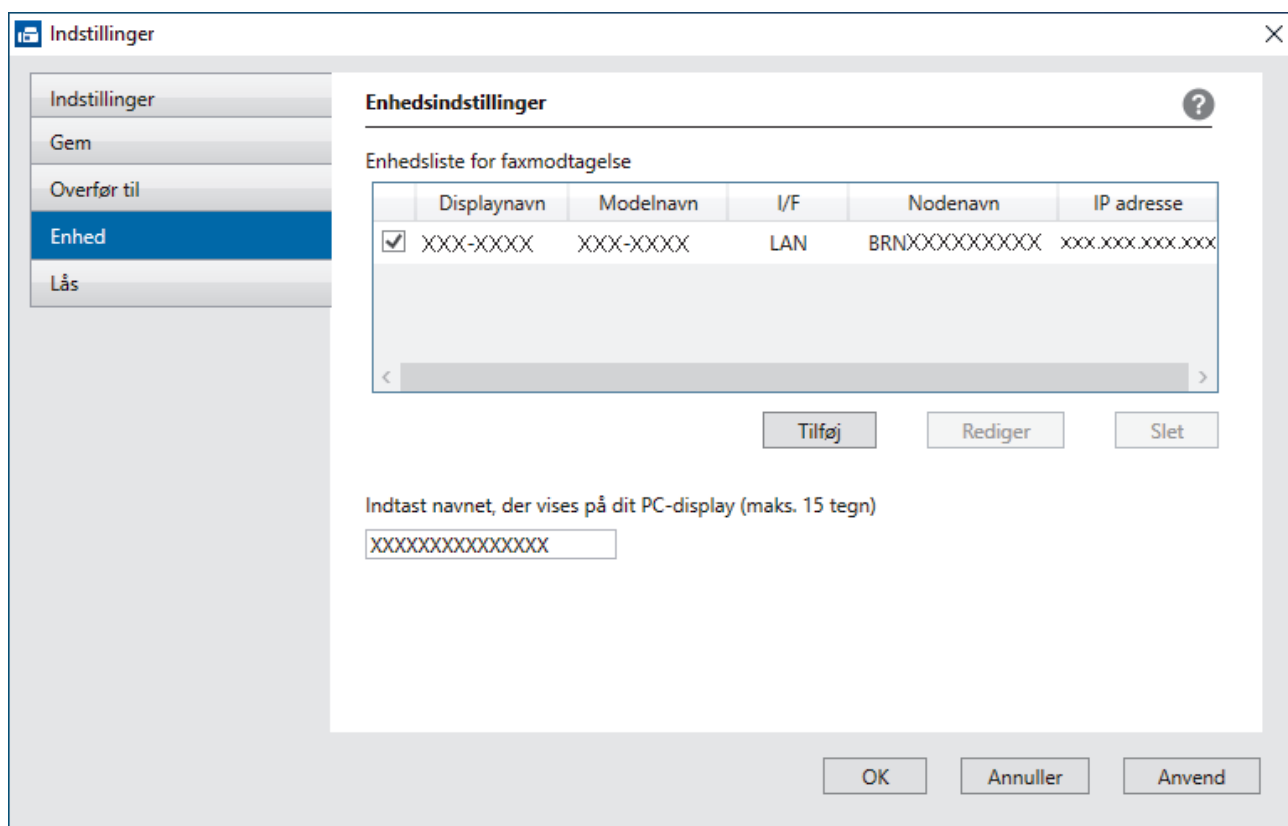 Indstillinger
Indstillinger
Gem
Overfør til
Enhed
Lås
Enhedsindstillinger
?
Enhedsliste for faxmodtagelse
Displaynavn Modelnavn I/F Nodenavn IP adresse
XXX-XXXX XXX-XXXX LAN BRNXXXXXXXXX XXX.XXX.XXX.XXX
Tilføj Rediger Slet
Indtast navnet, der vises på dit PC-display (maks. 15 tegn)
XXXXXXXXXXXXXXX
OK Annuller Anvend